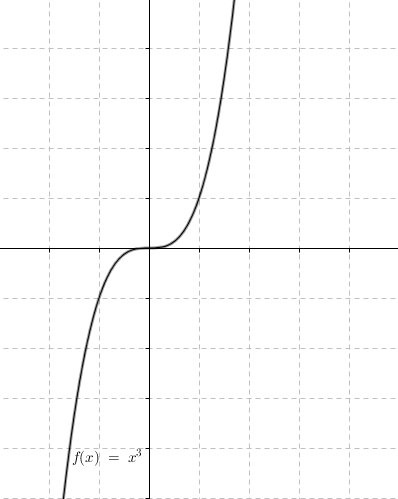 f(x) = x³